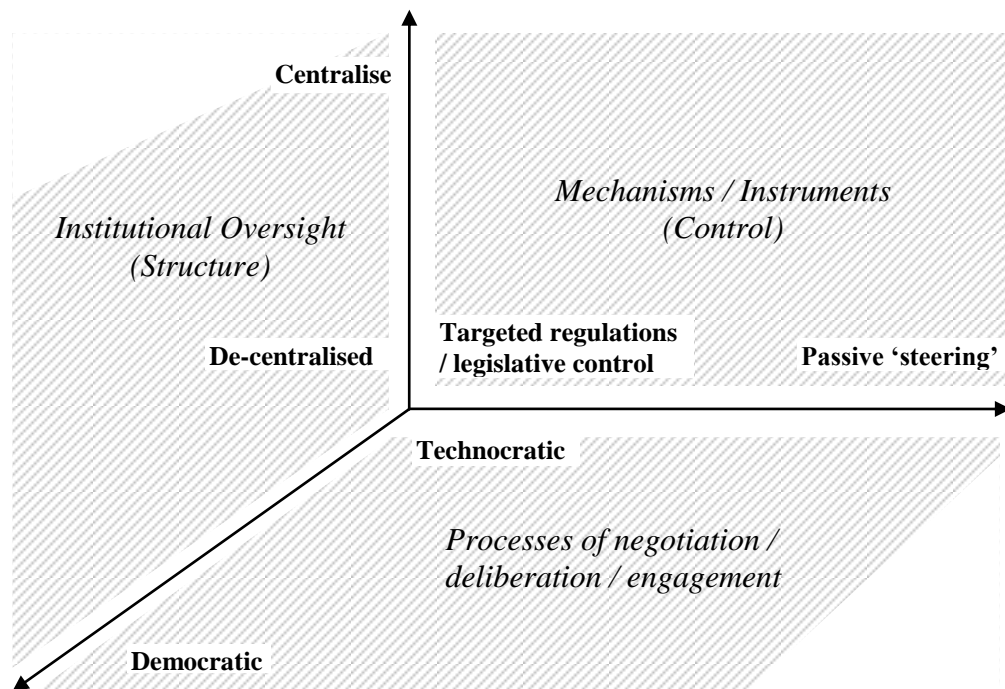 Centralise
Mechanisms / Instruments
(Control)
Institutional Oversight
(Structure)
De-centralised
Targeted regulations
/ legislative control
Passive ‘steering’
Technocratic
Processes of negotiation /
deliberation / engagement
Democratic